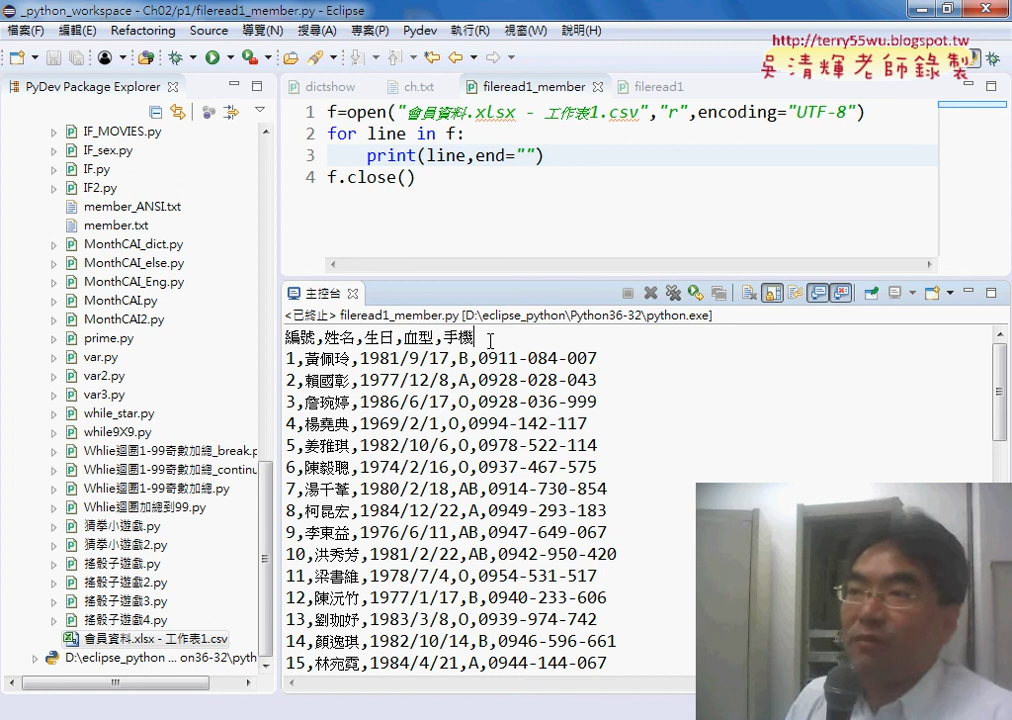 _python_workspace - Ch02/p1/fileread1_member.py - Eclipse
檔案(F) 編輯(E) Refactoring Source 導覽(N) 搜尋(A) 專案(P) Pydev 執行(R) 視窗(W) 說明(H)
http://terry55wu.blogspot.tw
吳清輝老師錄製
PyDev Package Explorer
IF_MOVIES.py
IF_sex.py
IF.py
IF2.py
member_ANSI.txt
member.txt
MonthCAI_dict.py
MonthCAI_else.py
MonthCAI_Eng.py
MonthCAI.py
MonthCAI2.py
prime.py
var.py
var2.py
var3.py
while_star.py
while9X9.py
Whlie迴圈1-99奇數加總_break.p
Whlie迴圈1-99奇數加總_continu
Whlie迴圈1-99奇數加總.py
Whlie迴圈加總到99.py
猜拳小遊戲.py
猜拳小遊戲2.py
搖骰子遊戲.py
搖骰子遊戲2.py
搖骰子遊戲3.py
搖骰子遊戲4.py
會員資料.xlsx - 工作表1.csv
D:\eclipse_python ... on36-32\pyth
dictshow ch.txt fileread1_member fileread1
1 f=open("會員資料.xlsx - 工作表1.csv","r",encoding="UTF-8")
2 for line in f:
3 print(line,end="")
4 f.close()
主控台
<已終止> fileread1_member.py [D:\eclipse_python\Python36-32\python.exe]
編號,姓名,生日,血型,手機
1,黃佩玲,1981/9/17,B,0911-084-007
2,賴國彰,1977/12/8,A,0928-028-043
3,詹琬婷,1986/6/17,O,0928-036-999
4,楊堯典,1969/2/1,O,0994-142-117
5,姜雅琪,1982/10/6,O,0978-522-114
6,陳毅聰,1974/2/16,O,0937-467-575
7,湯千葦,1980/2/18,AB,0914-730-854
8,柯昆宏,1984/12/22,A,0949-293-183
9,李東益,1976/6/11,AB,0947-649-067
10,洪秀芳,1981/2/22,AB,0942-950-420
11,梁書維,1978/7/4,O,0954-531-517
12,陳沅竹,1977/1/17,B,0940-233-606
13,劉珈妤,1983/3/8,O,0939-974-742
14,顏逸琪,1982/10/14,B,0946-596-661
15,林宛霓,1984/4/21,A,0944-144-067